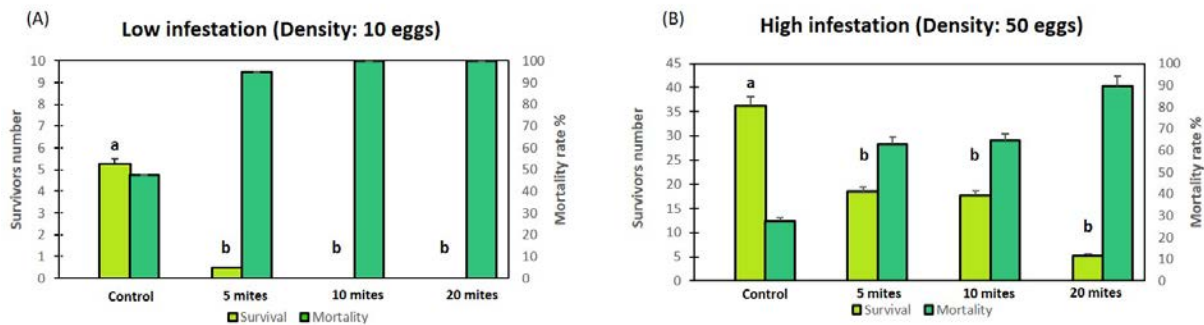 (A)
Low infestation (Density: 10 eggs)
Survivors number
10
9
8
7
6
5
4
3
2
1
0
a
b
b
b
100
90
80
70
60
50
40
30
20
10
0
Mortality rate %
Control
5 mites
10 mites
20 mites
Survival
Mortality
(B)
High infestation (Density: 50 eggs)
Survivors number
45
40
35
30
25
20
15
10
5
0
a
b
b
b
100
90
80
70
60
50
40
30
20
10
0
Mortality rate %
Control
5 mites
10 mites
20 mites
Survival
Mortality